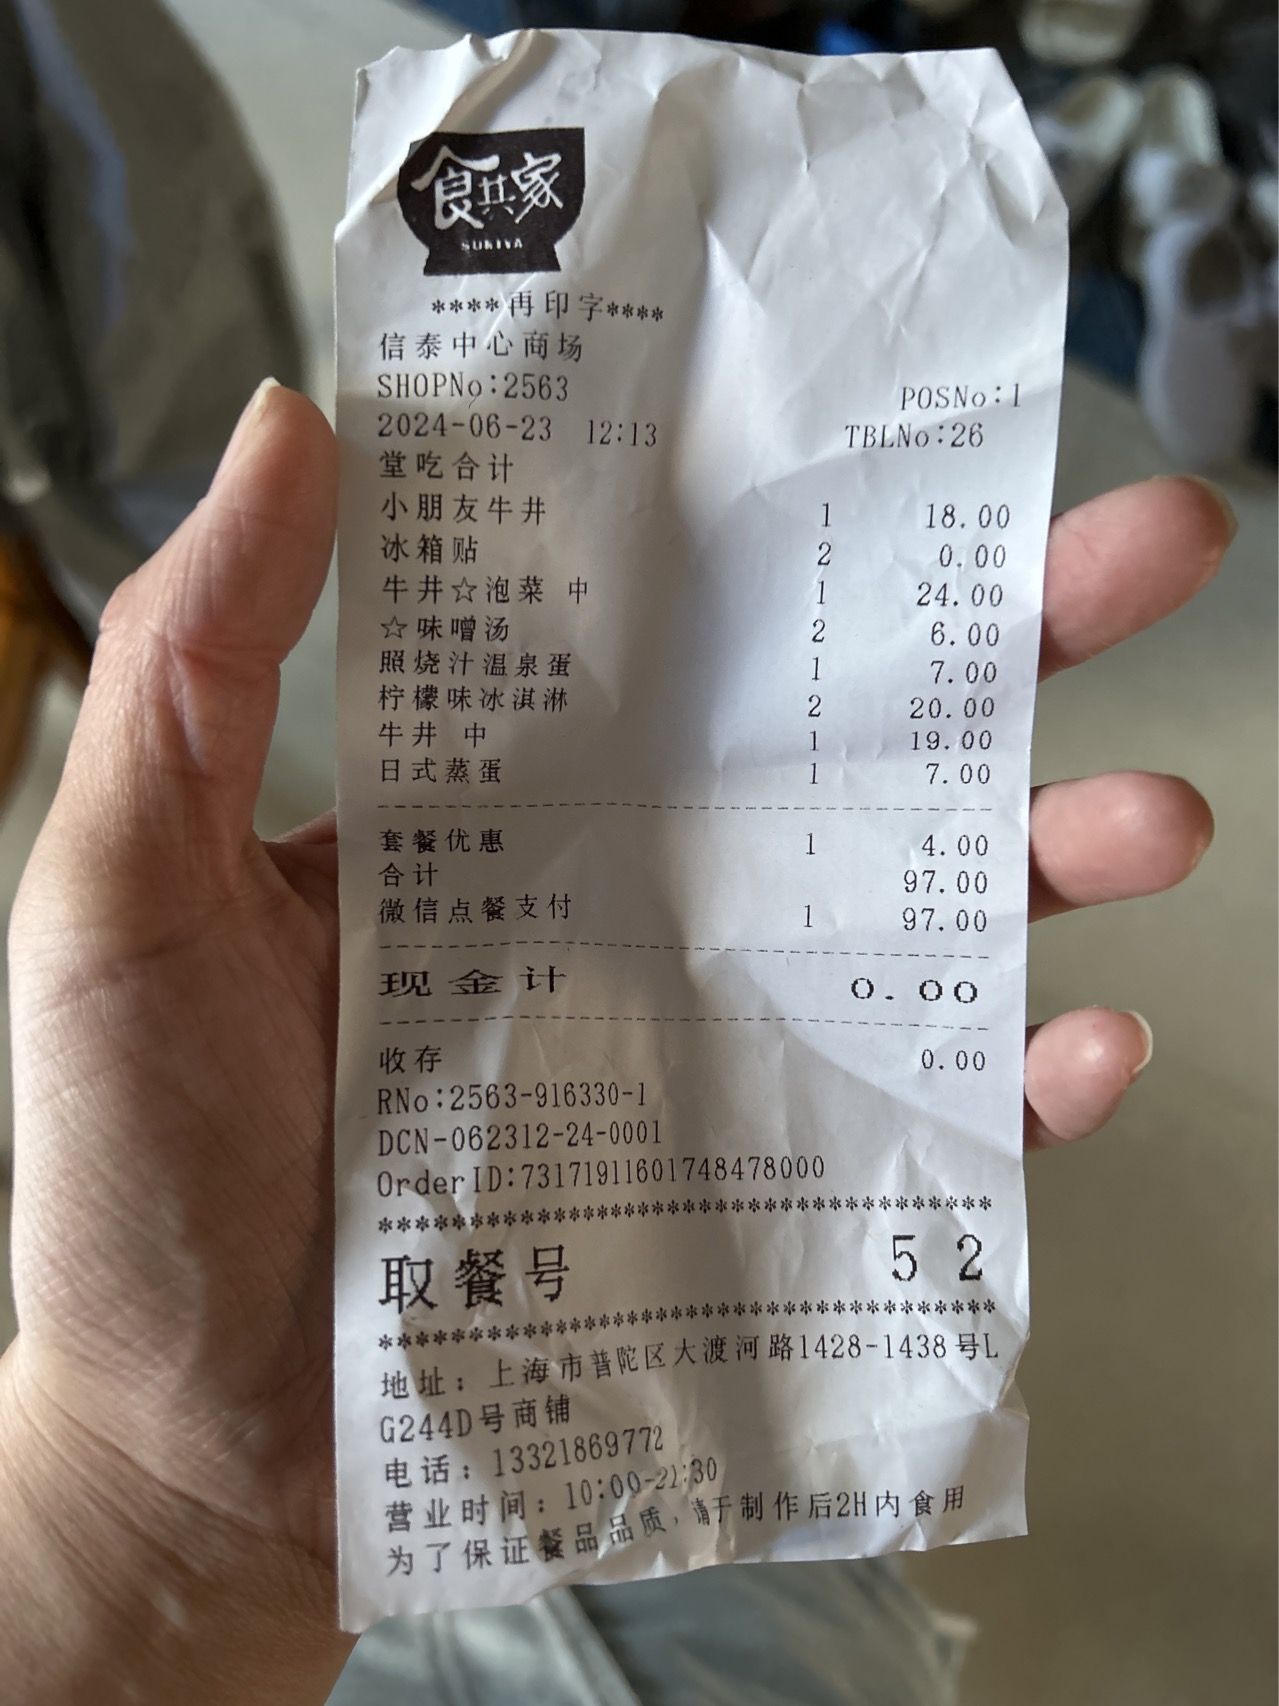 食其家
SUKIYA
****再印字****
信泰中心商场
SHOPNo:2563 POSNo:1
2024-06-23 12:13 TBLNo:26
堂吃合计
小朋友牛丼 1 18.00
冰箱贴 2 0.00
牛丼☆泡菜 中 1 24.00
☆味噌汤 2 6.00
照烧汁温泉蛋 1 7.00
柠檬味冰淇淋 2 20.00
牛丼 中 1 19.00
日式蒸蛋 1 7.00
套餐优惠 1 4.00
合计 97.00
微信点餐支付 1 97.00
现金计 0.00
收存 0.00
RNo:2563-916330-1
DCN-062312-24-0001
OrderID:73171911601748478000
*************************************
取餐号 52
*************************************
地址：上海市普陀区大渡河路1428-1438号L
G244D号商铺
电话：13321869772
营业时间：10:00-21:30
为了保证餐品品质，请于制作后2H内食用